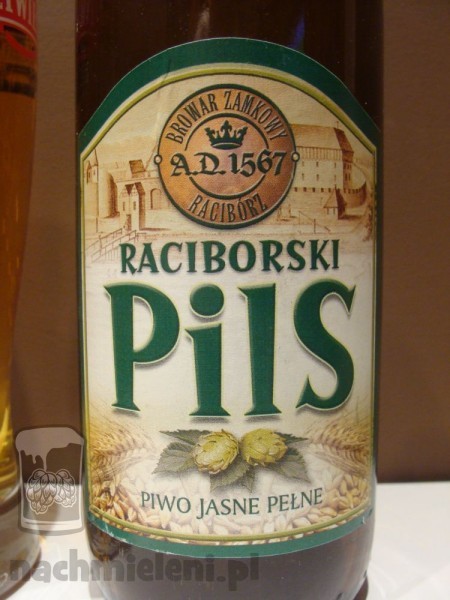 BROWAR ZAMKOWY
A.D. 1567
RACIBÓRZ
RACIBORSKI
PilS
PIWO JASNE PEŁNE
nachmieleni.pl